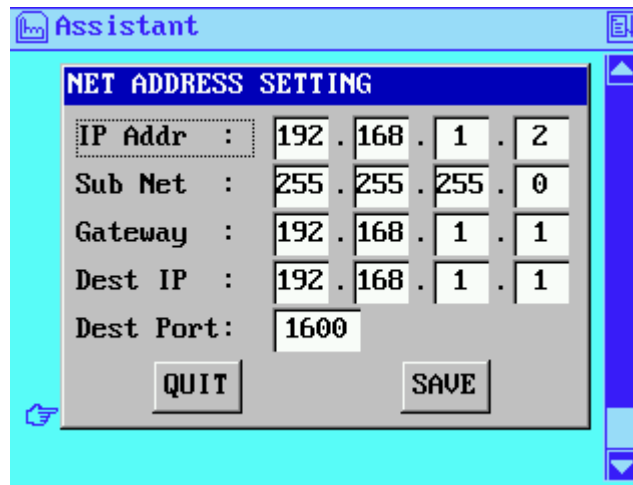 Assistant
NET ADDRESS SETTING
IP Addr : 192 . 168 . 1 . 2
Sub Net : 255 . 255 . 255 . 0
Gateway : 192 . 168 . 1 . 1
Dest IP : 192 . 168 . 1 . 1
Dest Port: 1600
QUIT SAVE